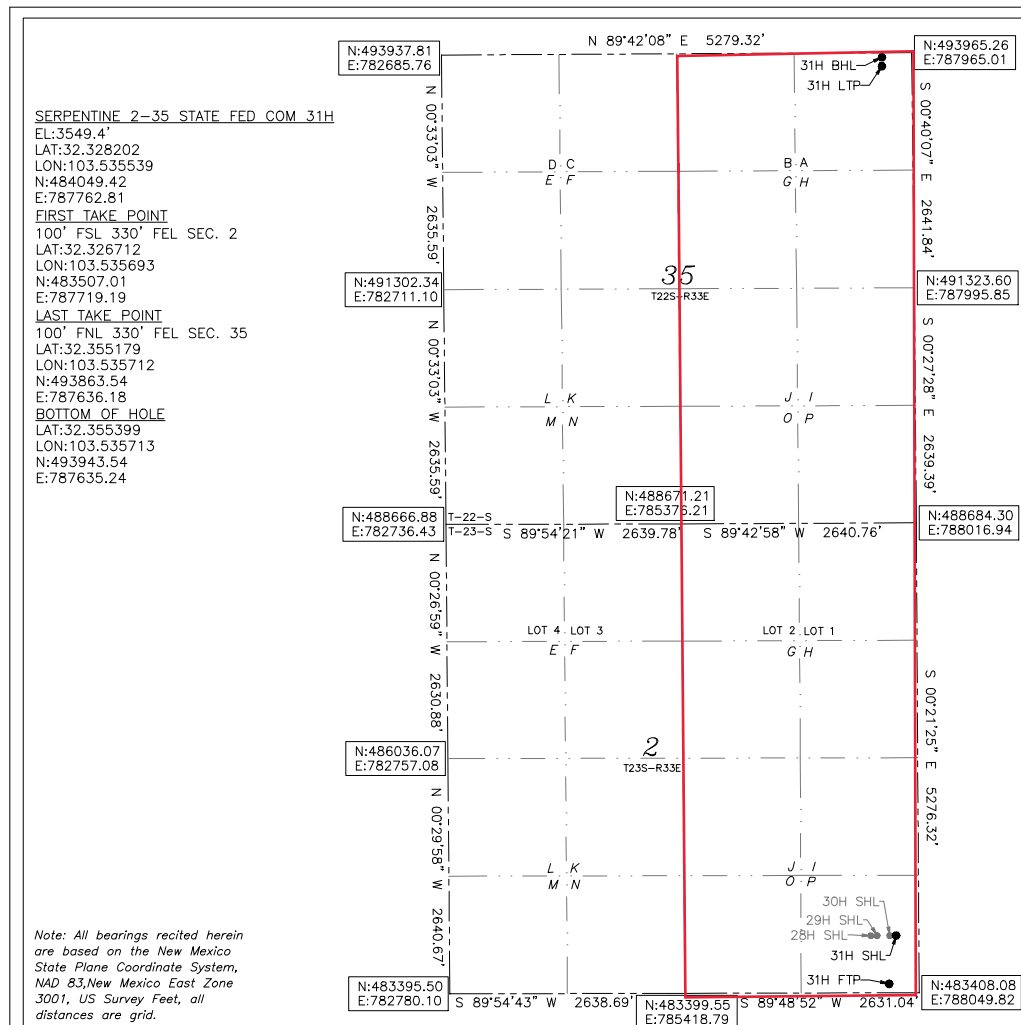 N 89°42'08" E 5279.32'
N:493937.81
E:782685.76
N:493965.26
E:787965.01
31H BHL
31H LTP
SERPENTINE 2-35 STATE FED COM 31H
EL:3549.4'
LAT:32.328202
LON:103.535539
N:484049.42
E:787762.81
FIRST TAKE POINT
100' FSL 330' FEL SEC. 2
LAT:32.326712
LON:103.535693
N:483507.01
E:787719.19
LAST TAKE POINT
100' FNL 330' FEL SEC. 35
LAT:32.355179
LON:103.535712
N:493863.54
E:787636.18
BOTTOM OF HOLE
LAT:32.355399
LON:103.535713
N:493943.54
E:787635.24
N 00°33'03" W 2635.59'
S 00°40'07" E 2641.84'
D C
E F
B A
G H
35
T22S-R33E
N:491302.34
E:782711.10
N:491323.60
E:787995.85
N 00°33'03" W 2635.59'
S 00°27'28" E 2639.39'
L K
M N
J I
O P
N:488671.21
E:785376.21
N:488666.88
E:782736.43
T-22-S
T-23-S
S 89°54'21" W 2639.78'
S 89°42'58" W 2640.76'
N:488684.30
E:788016.94
N 00°26'59" W 2630.88'
S 00°21'25" E 5276.32'
LOT 4 LOT 3
E F
LOT 2 LOT 1
G H
2
T23S-R33E
N:486036.07
E:782757.08
N 00°29'58" W 2640.67'
L K
M N
J I
O P
30H SHL
29H SHL
28H SHL
31H SHL
31H FTP
Note: All bearings recited herein
are based on the New Mexico
State Plane Coordinate System,
NAD 83,New Mexico East Zone
3001, US Survey Feet, all
distances are grid.
N:483395.50
E:782780.10
S 89°54'43" W 2638.69'
N:483399.55
E:785418.79
S 89°48'52" W 2631.04'
N:483408.08
E:788049.82